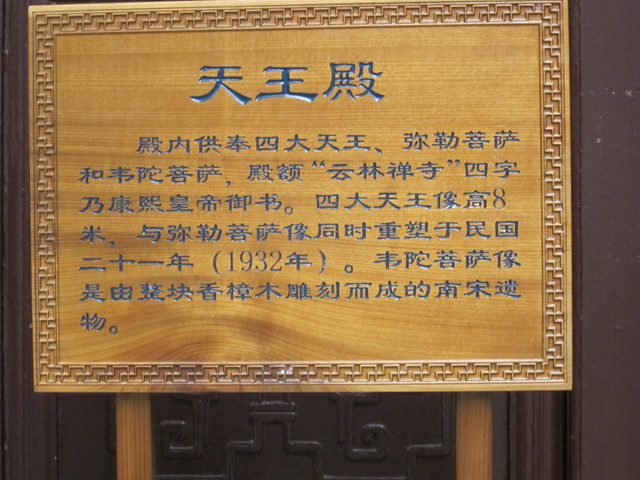 天王殿
殿内供奉四大天王、弥勒菩萨
和韦陀菩萨，殿额“云林禅寺”四字
乃康熙皇帝御书。四大天王像高8
米，与弥勒菩萨像同时重塑于民国
二十一年（1932年）。韦陀菩萨像
是由整块香樟木雕刻而成的南宋遗
物。